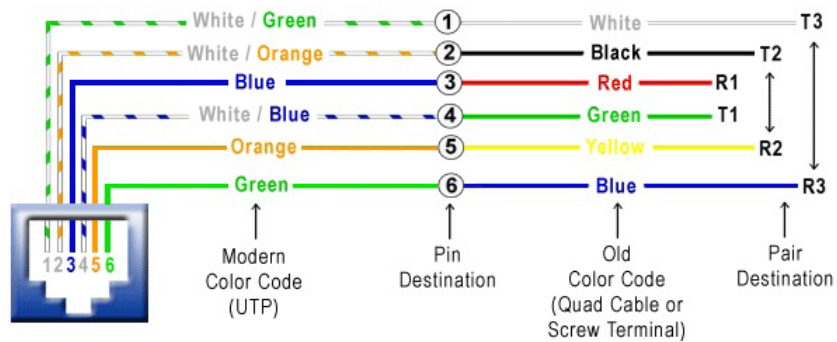 White / Green 1 White T3
White / Orange 2 Black T2
Blue 3 Red R1
White / Blue 4 Green T1
Orange 5 Yellow R2
Green 6 Blue R3
1 2 3 4 5 6
Modern
Color Code
(UTP)
Pin
Destination
Old
Color Code
(Quad Cable or
Screw Terminal)
Pair
Destination